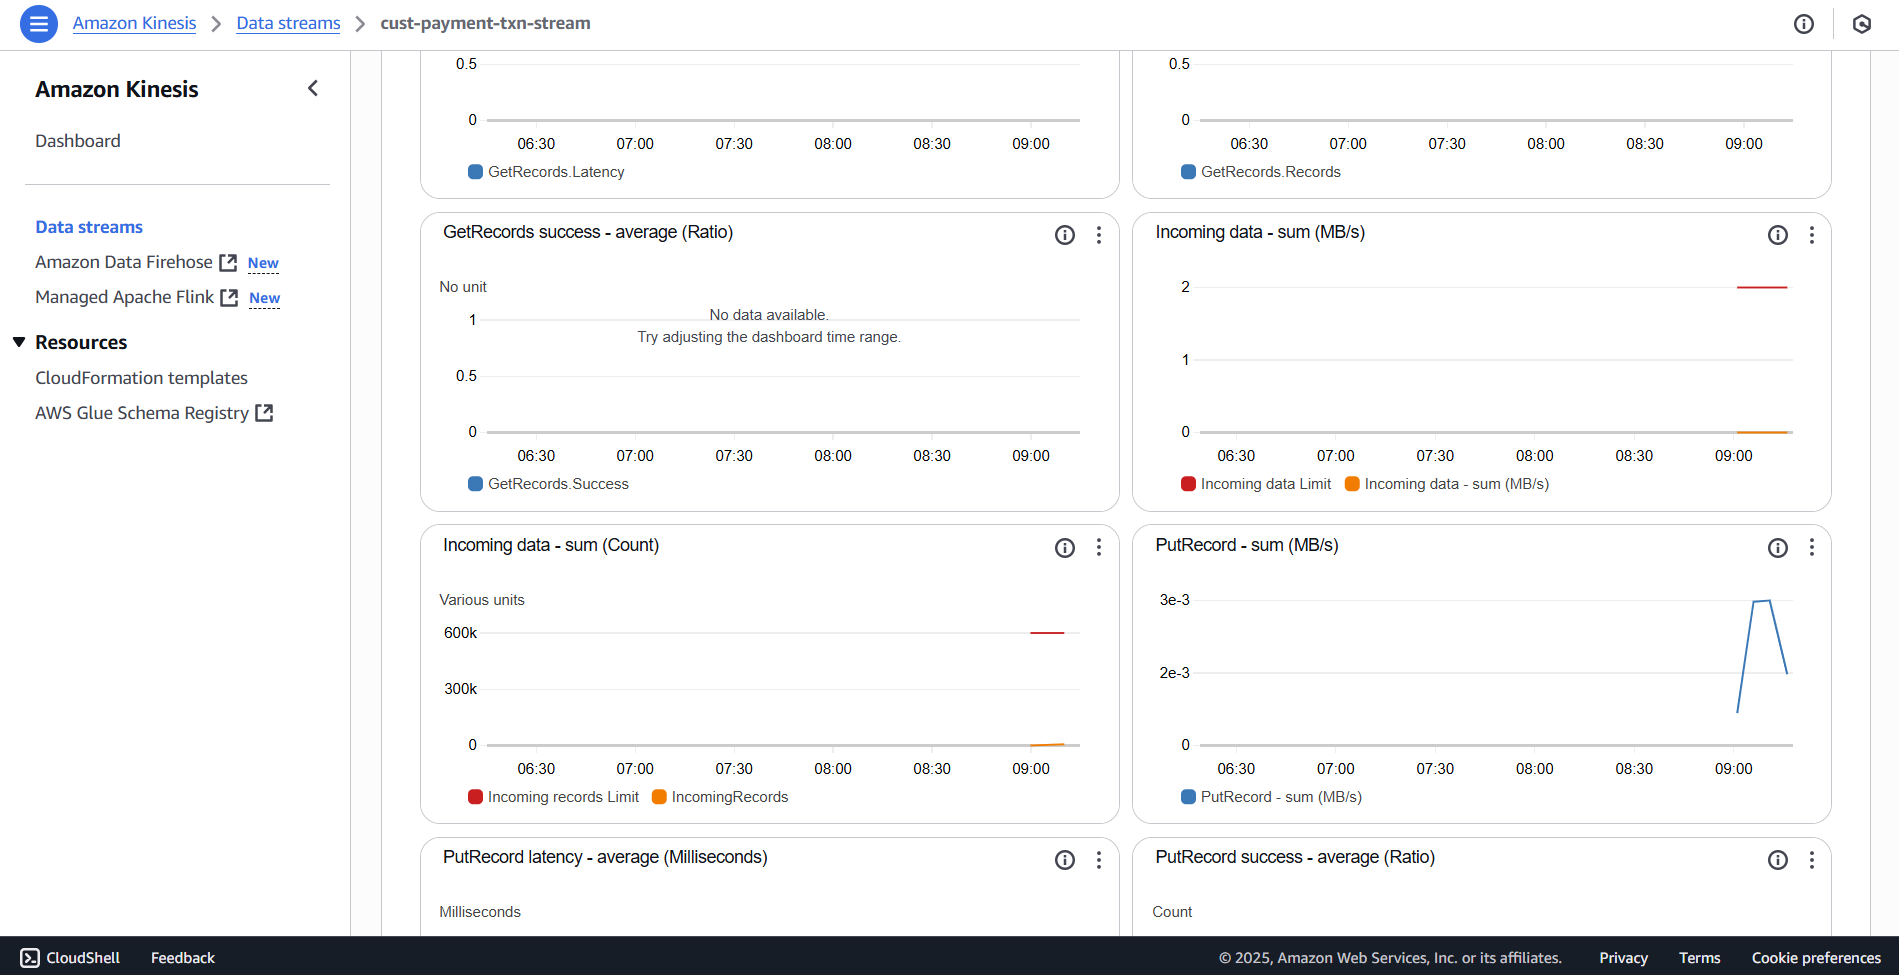 Amazon Kinesis > Data streams > cust-payment-txn-stream
Amazon Kinesis
Dashboard
Data streams
Amazon Data Firehose New
Managed Apache Flink New
Resources
CloudFormation templates
AWS Glue Schema Registry
0.5
0
06:30 07:00 07:30 08:00 08:30 09:00
GetRecords.Latency
0.5
0
06:30 07:00 07:30 08:00 08:30 09:00
GetRecords.Records
GetRecords success - average (Ratio)
No unit
No data available.
Try adjusting the dashboard time range.
1
0.5
0
06:30 07:00 07:30 08:00 08:30 09:00
GetRecords.Success
Incoming data - sum (MB/s)
2
1
0
06:30 07:00 07:30 08:00 08:30 09:00
Incoming data Limit Incoming data - sum (MB/s)
Incoming data - sum (Count)
Various units
600k
300k
0
06:30 07:00 07:30 08:00 08:30 09:00
Incoming records Limit IncomingRecords
PutRecord - sum (MB/s)
3e-3
2e-3
0
06:30 07:00 07:30 08:00 08:30 09:00
PutRecord - sum (MB/s)
PutRecord latency - average (Milliseconds)
Milliseconds
PutRecord success - average (Ratio)
Count
CloudShell Feedback © 2025, Amazon Web Services, Inc. or its affiliates. Privacy Terms Cookie preferences